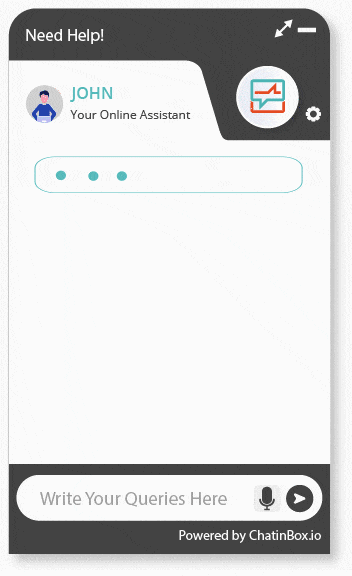 Need Help!
JOHN
Your Online Assistant
Write Your Queries Here
Powered by ChatinBox.io